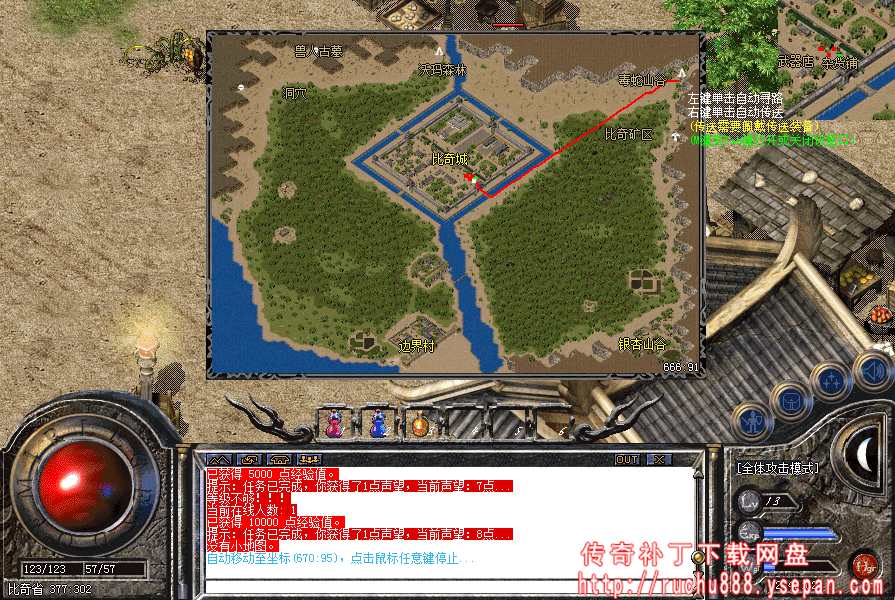 兽人古墓
沃玛森林
毒蛇山谷
洞穴
比奇矿区
比奇城
边界村
银杏山谷
666 91
武器店 杂货铺
左键单击自动寻路
右键单击自动传送
(传送需要佩戴传送装备)
OUT
已获得 5000 点经验值。
提示: 任务已完成, 你获得了1点声望, 当前声望: 7点...
等级不够!!!
当前在线人数: 1
已获得 10000 点经验值。
提示: 任务已完成, 你获得了1点声望, 当前声望: 8点...
没有小地图。
自动移动至坐标(670:95), 点击鼠标任意键停止...
[全体攻击模式]
Lv 13
Exp
123/123 57/57
比奇省 377:302
传奇补丁下载网盘
http://ruchu888.ysepan.com